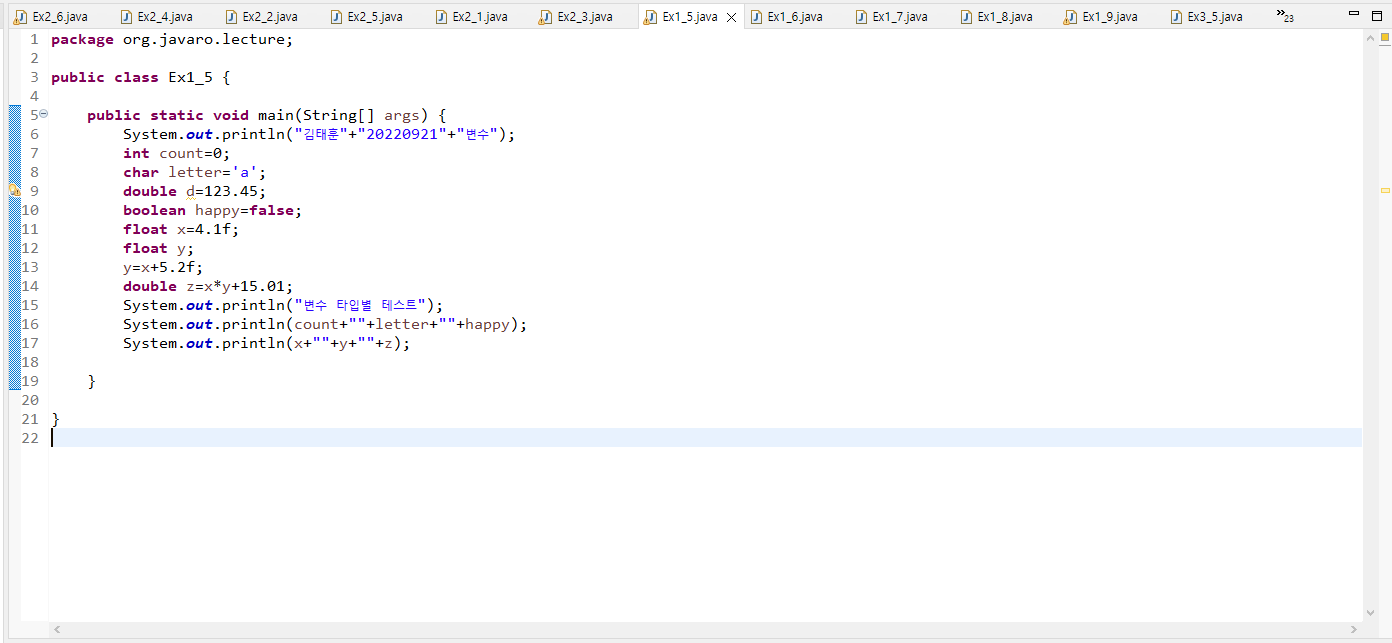 Ex2_6.java Ex2_4.java Ex2_2.java Ex2_5.java Ex2_1.java Ex2_3.java Ex1_5.java Ex1_6.java Ex1_7.java Ex1_8.java Ex1_9.java Ex3_5.java »23
1 package org.javaro.lecture;
2
3 public class Ex1_5 {
4
5 public static void main(String[] args) {
6 System.out.println("김태훈"+"20220921"+"변수");
7 int count=0;
8 char letter='a';
9 double d=123.45;
10 boolean happy=false;
11 float x=4.1f;
12 float y;
13 y=x+5.2f;
14 double z=x*y+15.01;
15 System.out.println("변수 타입별 테스트");
16 System.out.println(count+""+letter+""+happy);
17 System.out.println(x+""+y+""+z);
18
19 }
20
21 }
22